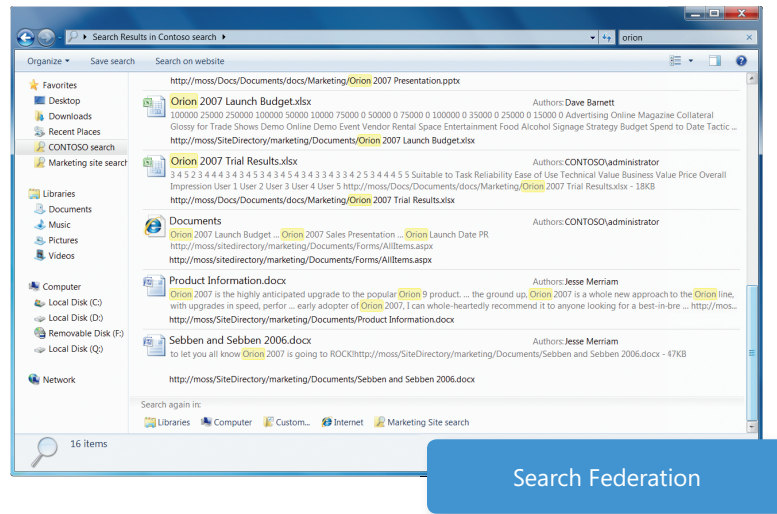 Search Results in Contoso search
orion
Organize
Save search
Search on website
Favorites
Desktop
Downloads
Recent Places
CONTOSO search
Marketing site search
Libraries
Documents
Music
Pictures
Videos
Computer
Local Disk (C:)
Local Disk (D:)
Removable Disk (F:)
Local Disk (Q:)
Network
http://moss/Docs/Documents/docs/Marketing/Orion 2007 Presentation.pptx
Orion 2007 Launch Budget.xlsx
Authors: Dave Barnett
100000 25000 250000 100000 50000 10000 75000 0 50000 0 75000 0 100000 0 35000 0 25000 0 15000 0 Advertising Online Magazine Collateral
Glossy for Trade Shows Demo Online Demo Event Vendor Rental Space Entertainment Food Alcohol Signage Strategy Budget Spend to Date Tactic ...
http://moss/SiteDirectory/marketing/Documents/Orion 2007 Launch Budget.xlsx
Orion 2007 Trial Results.xlsx
Authors: CONTOSO\administrator
3 4 5 2 3 4 4 4 3 4 3 4 5 3 4 3 4 5 4 3 4 3 3 4 3 3 3 4 2 5 3 4 4 4 5 5 Suitable to Task Reliability Ease of Use Technical Value Business Value Price Overall
Impression User 1 User 2 User 3 User 4 User 5 http://moss/Docs/Documents/docs/Marketing/Orion 2007 Trial Results.xlsx - 18KB
http://moss/Docs/Documents/docs/Marketing/Orion 2007 Trial Results.xlsx
Documents
Authors: CONTOSO\administrator
Orion 2007 Launch Budget ... Orion 2007 Sales Presentation ... Orion Launch Date PR
http://moss/sitedirectory/marketing/Documents/Forms/AllItems.aspx
http://moss/sitedirectory/marketing/Documents/Forms/AllItems.aspx
Product Information.docx
Authors: Jesse Merriam
Orion 2007 is the highly anticipated upgrade to the popular Orion 9 product. ... the ground up, Orion 2007 is a whole new approach to the Orion line,
with upgrades in speed, perfor ... early adopter of Orion 2007, I can whole-heartedly recommend it to anyone looking for a best-in-bre ... http://mos...
http://moss/SiteDirectory/marketing/Documents/Product Information.docx
Sebben and Sebben 2006.docx
Authors: Jesse Merriam
to let you all know Orion 2007 is going to ROCK!http://moss/SiteDirectory/marketing/Documents/Sebben and Sebben 2006.docx - 47KB
http://moss/SiteDirectory/marketing/Documents/Sebben and Sebben 2006.docx
Search again in:
Libraries
Computer
Custom...
Internet
Marketing Site search
16 items
Search Federation